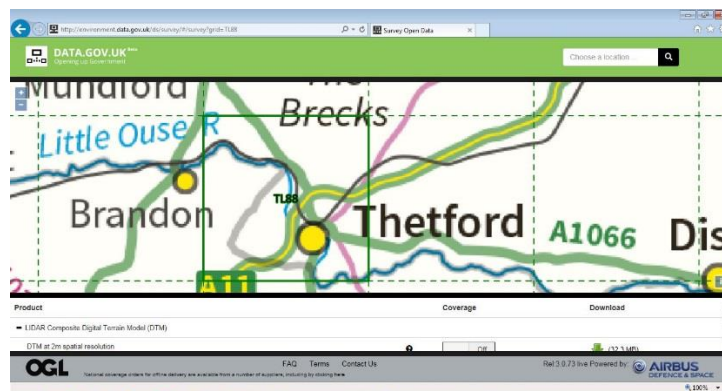 http://environment.data.gov.uk/ds/survey/#/survey?grid=TL88
Survey Open Data
DATA.GOV.UK Beta
Opening up Government
Choose a location...
Mundford
The
Brecks
Little Ouse R
Brandon
TL88
Thetford
A1066
Dis
A11
Product
Coverage
Download
LIDAR Composite Digital Terrain Model (DTM)
DTM at 2m spatial resolution
Off
(32.3 MB)
OGL
FAQ
Terms
Contact Us
National coverage orders for offline delivery are available from a number of suppliers, including by clicking here
Rel:3.0.73 live Powered by:
AIRBUS
DEFENCE & SPACE
100%